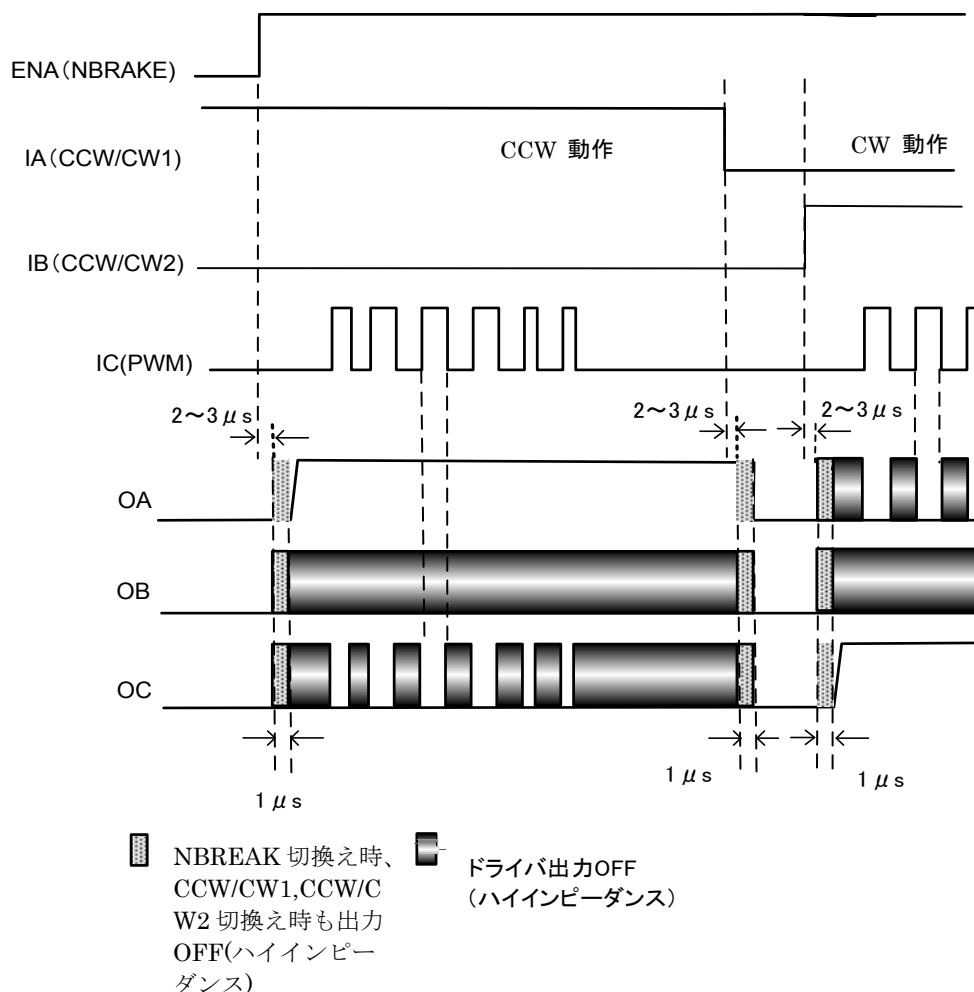 ENA(NBRAKE)
IA(CCW/CW1)
CCW 動作
CW 動作
IB(CCW/CW2)
IC(PWM)
2~3μs
2~3μs
2~3μs
OA
OB
OC
1μs
1μs
1μs
NBREAK 切換え時、
CCW/CW1,CCW/C
W2 切換え時も出力
OFF(ハイインピー
ダンス)
ドライバ出力OFF
(ハイインピーダンス)